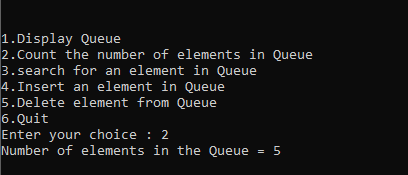 1.Display Queue
2.Count the number of elements in Queue
3.search for an element in Queue
4.Insert an element in Queue
5.Delete element from Queue
6.Quit
Enter your choice : 2
Number of elements in the Queue = 5